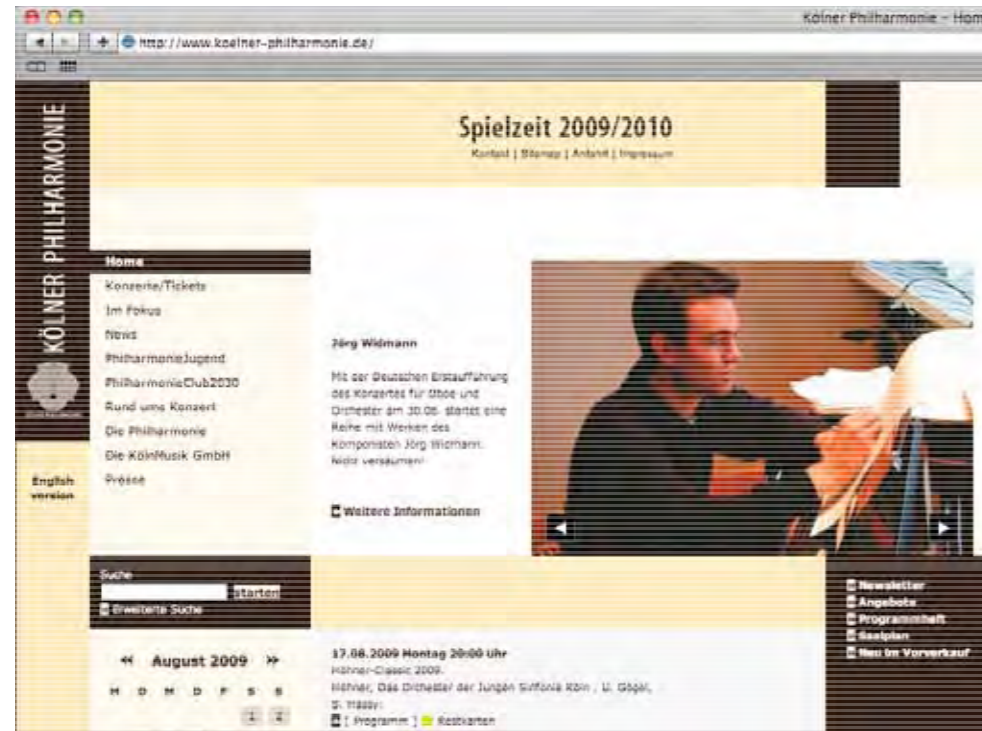 Kölner Philharmonie – Hom
http://www.koelner-philharmonie.de/
KÖLNER PHILHARMONIE
Spielzeit 2009/2010
Kontakt | Sitemap | Anfahrt | Impressum
Home
Konzerte/Tickets
Im Fokus
News
PhilharmonieJugend
PhilharmonieClub2030
Rund ums Konzert
Die Philharmonie
Die KölnMusik GmbH
Presse
English
version
Jörg Widmann
Mit der Deutschen Erstaufführung
des Konzertes für Oboe und
Orchester am 30.08. startet eine
Reihe mit Werken des
Komponisten Jörg Widmann.
Nicht versäumen!
Weitere Informationen
Suche
starten
Erweiterte Suche
« August 2009 »
M D M D F S S
1 2
17.08.2009 Montag 20:00 Uhr
Höhner-Classic 2009.
Höhner, Das Orchester der Jungen Sinfonie Köln , U. Gögel,
[ Programm ] Restkarten
Newsletter
Angebote
Programmheft
Saalplan
Neu im Vorverkauf